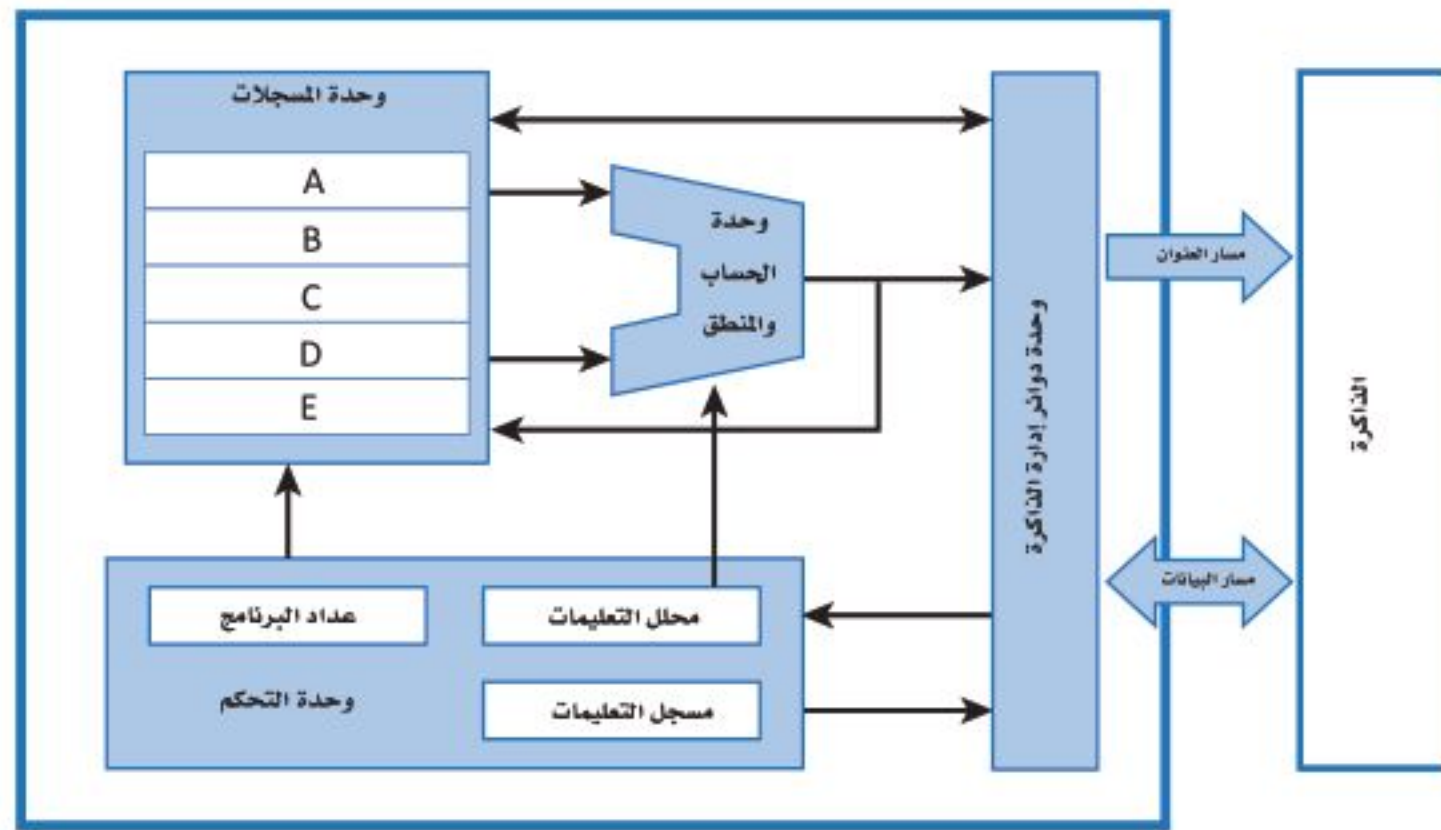 وحدة المسجلات
A
B
C
D
E
وحدة
الحساب
والمنطق
وحدة دوائر إدارة الذاكرة
مسار العنوان
مسار البيانات
الذاكرة
عداد البرنامج
محلل التعليمات
وحدة التحكم
مسجل التعليمات